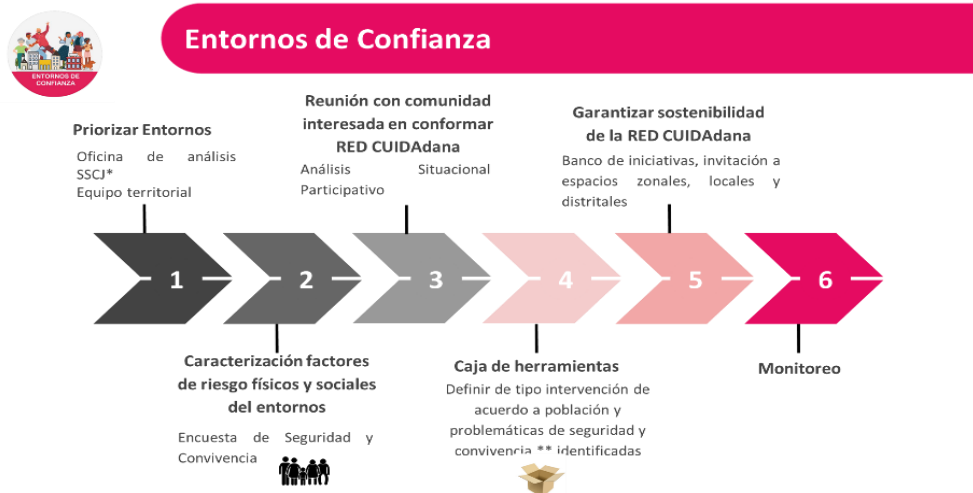 ENTORNOS DE
CONFIANZA
Entornos de Confianza
Priorizar Entornos
Oficina de análisis
SSCJ*
Equipo territorial
Reunión con comunidad
interesada en conformar
RED CUIDAdana
Análisis Situacional
Participativo
Garantizar sostenibilidad
de la RED CUIDAdana
Banco de iniciativas, invitación a
espacios zonales, locales y
distritales
1
2
3
4
5
6
Caracterización factores
de riesgo físicos y sociales
del entornos
Encuesta de Seguridad y
Convivencia
Caja de herramientas
Definir de tipo intervención de
acuerdo a población y
problemáticas de seguridad y
convivencia ** identificadas
Monitoreo